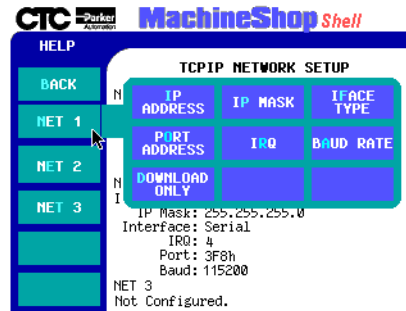 CTC Parker Automation MachineShop Shell
HELP
TCPIP NETWORK SETUP
BACK
NET 1
NET 2
NET 3
IP ADDRESS
IP MASK
IFACE TYPE
PORT ADDRESS
IRQ
BAUD RATE
DOWNLOAD ONLY
IP Mask: 255.255.255.0
Interface: Serial
IRQ: 4
Port: 3F8h
Baud: 115200
NET 3
Not Configured.